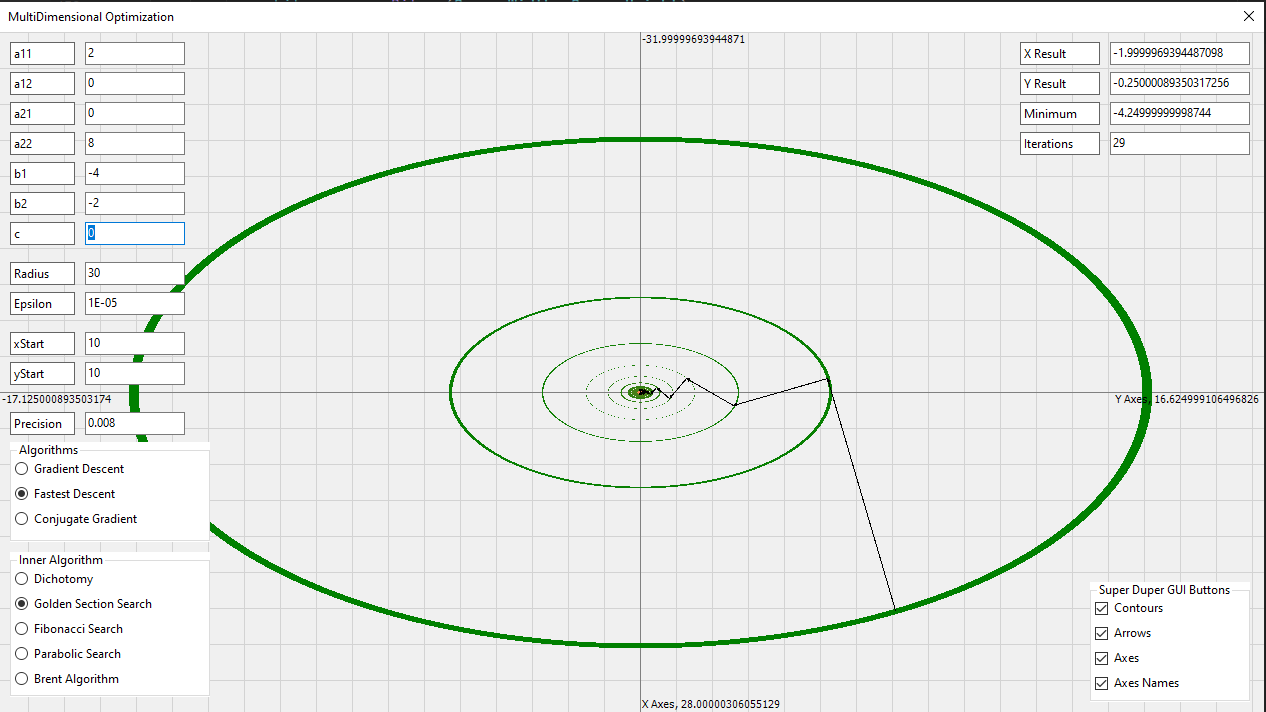 MultiDimensional Optimization
-31.99999693944871
a11 2
a12 0
a21 0
a22 8
b1 -4
b2 -2
c 0
Radius 30
Epsilon 1E-05
xStart 10
yStart 10
-17.125000893503174
Precision 0.008
Algorithms
Gradient Descent
Fastest Descent
Conjugate Gradient
Inner Algorithm
Dichotomy
Golden Section Search
Fibonacci Search
Parabolic Search
Brent Algorithm
X Result -1.9999969394487098
Y Result -0.25000089350317256
Minimum -4.24999999998744
Iterations 29
Y Axes, 16.624999106496826
X Axes, 28.00000306055129
Super Duper GUI Buttons
Contours
Arrows
Axes
Axes Names